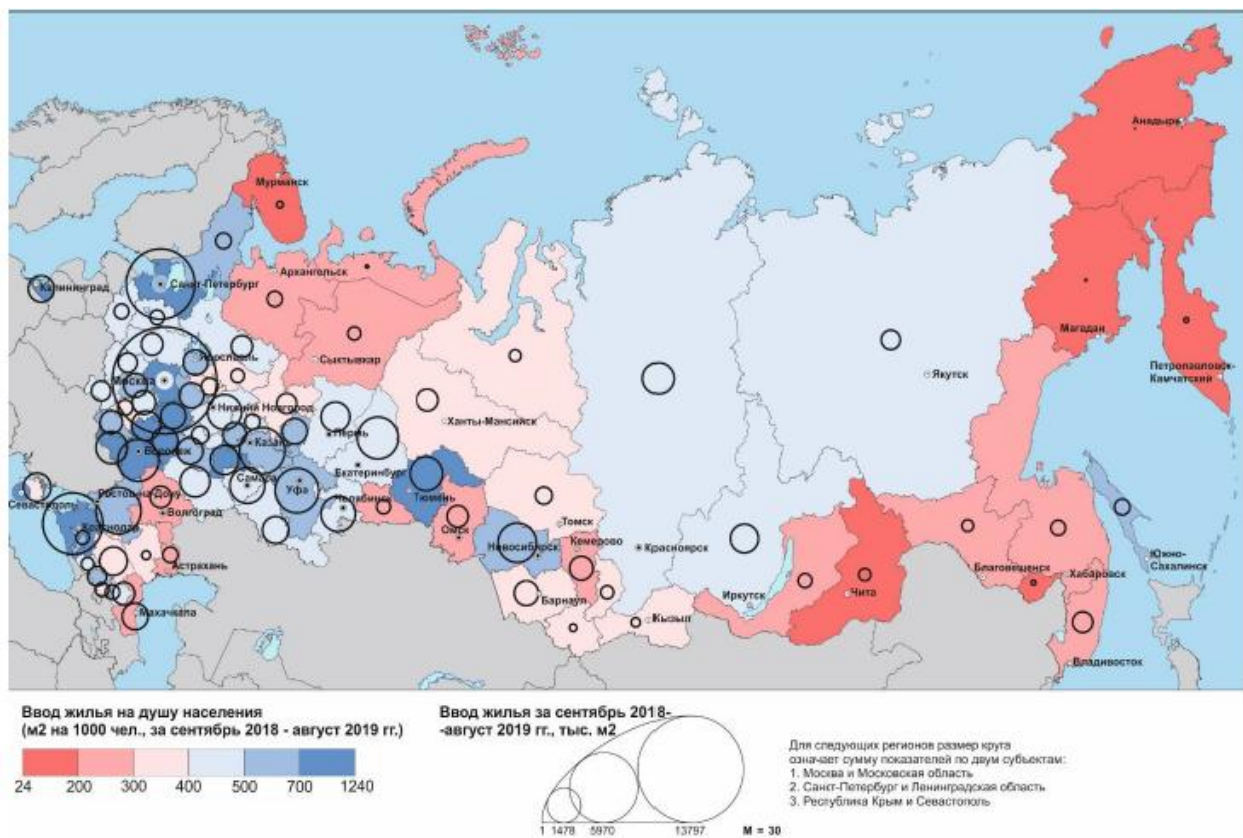 Анадырь
Мурманск
Архангельск
Калининград
Санкт-Петербург
Магадан
Петропавловск-
Камчатский
Сыктывкар
Якутск
Ярославль
Москва
Нижний Новгород
Ханты-Мансийск
Пермь
Казань
Воронеж
Екатеринбург
Самара
Уфа
Челябинск
Тюмень
Севастополь
Ростов-на-Дону
Волгоград
Краснодар
Омск
Томск
Новосибирск
Кемерово
Красноярск
Астрахань
Барнаул
Иркутск
Чита
Благовещенск
Хабаровск
Южно-
Сахалинск
Махачкала
Кызыл
Владивосток
Ввод жилья на душу населения
(м2 на 1000 чел., за сентябрь 2018 - август 2019 гг.)
24 200 300 400 500 700 1240
Ввод жилья за сентябрь 2018-
-август 2019 гг., тыс. м2
1 1478 5970 13797 М = 30
Для следующих регионов размер круга
означает сумму показателей по двум субъектам:
1. Москва и Московская область
2. Санкт-Петербург и Ленинградская область
3. Республика Крым и Севастополь